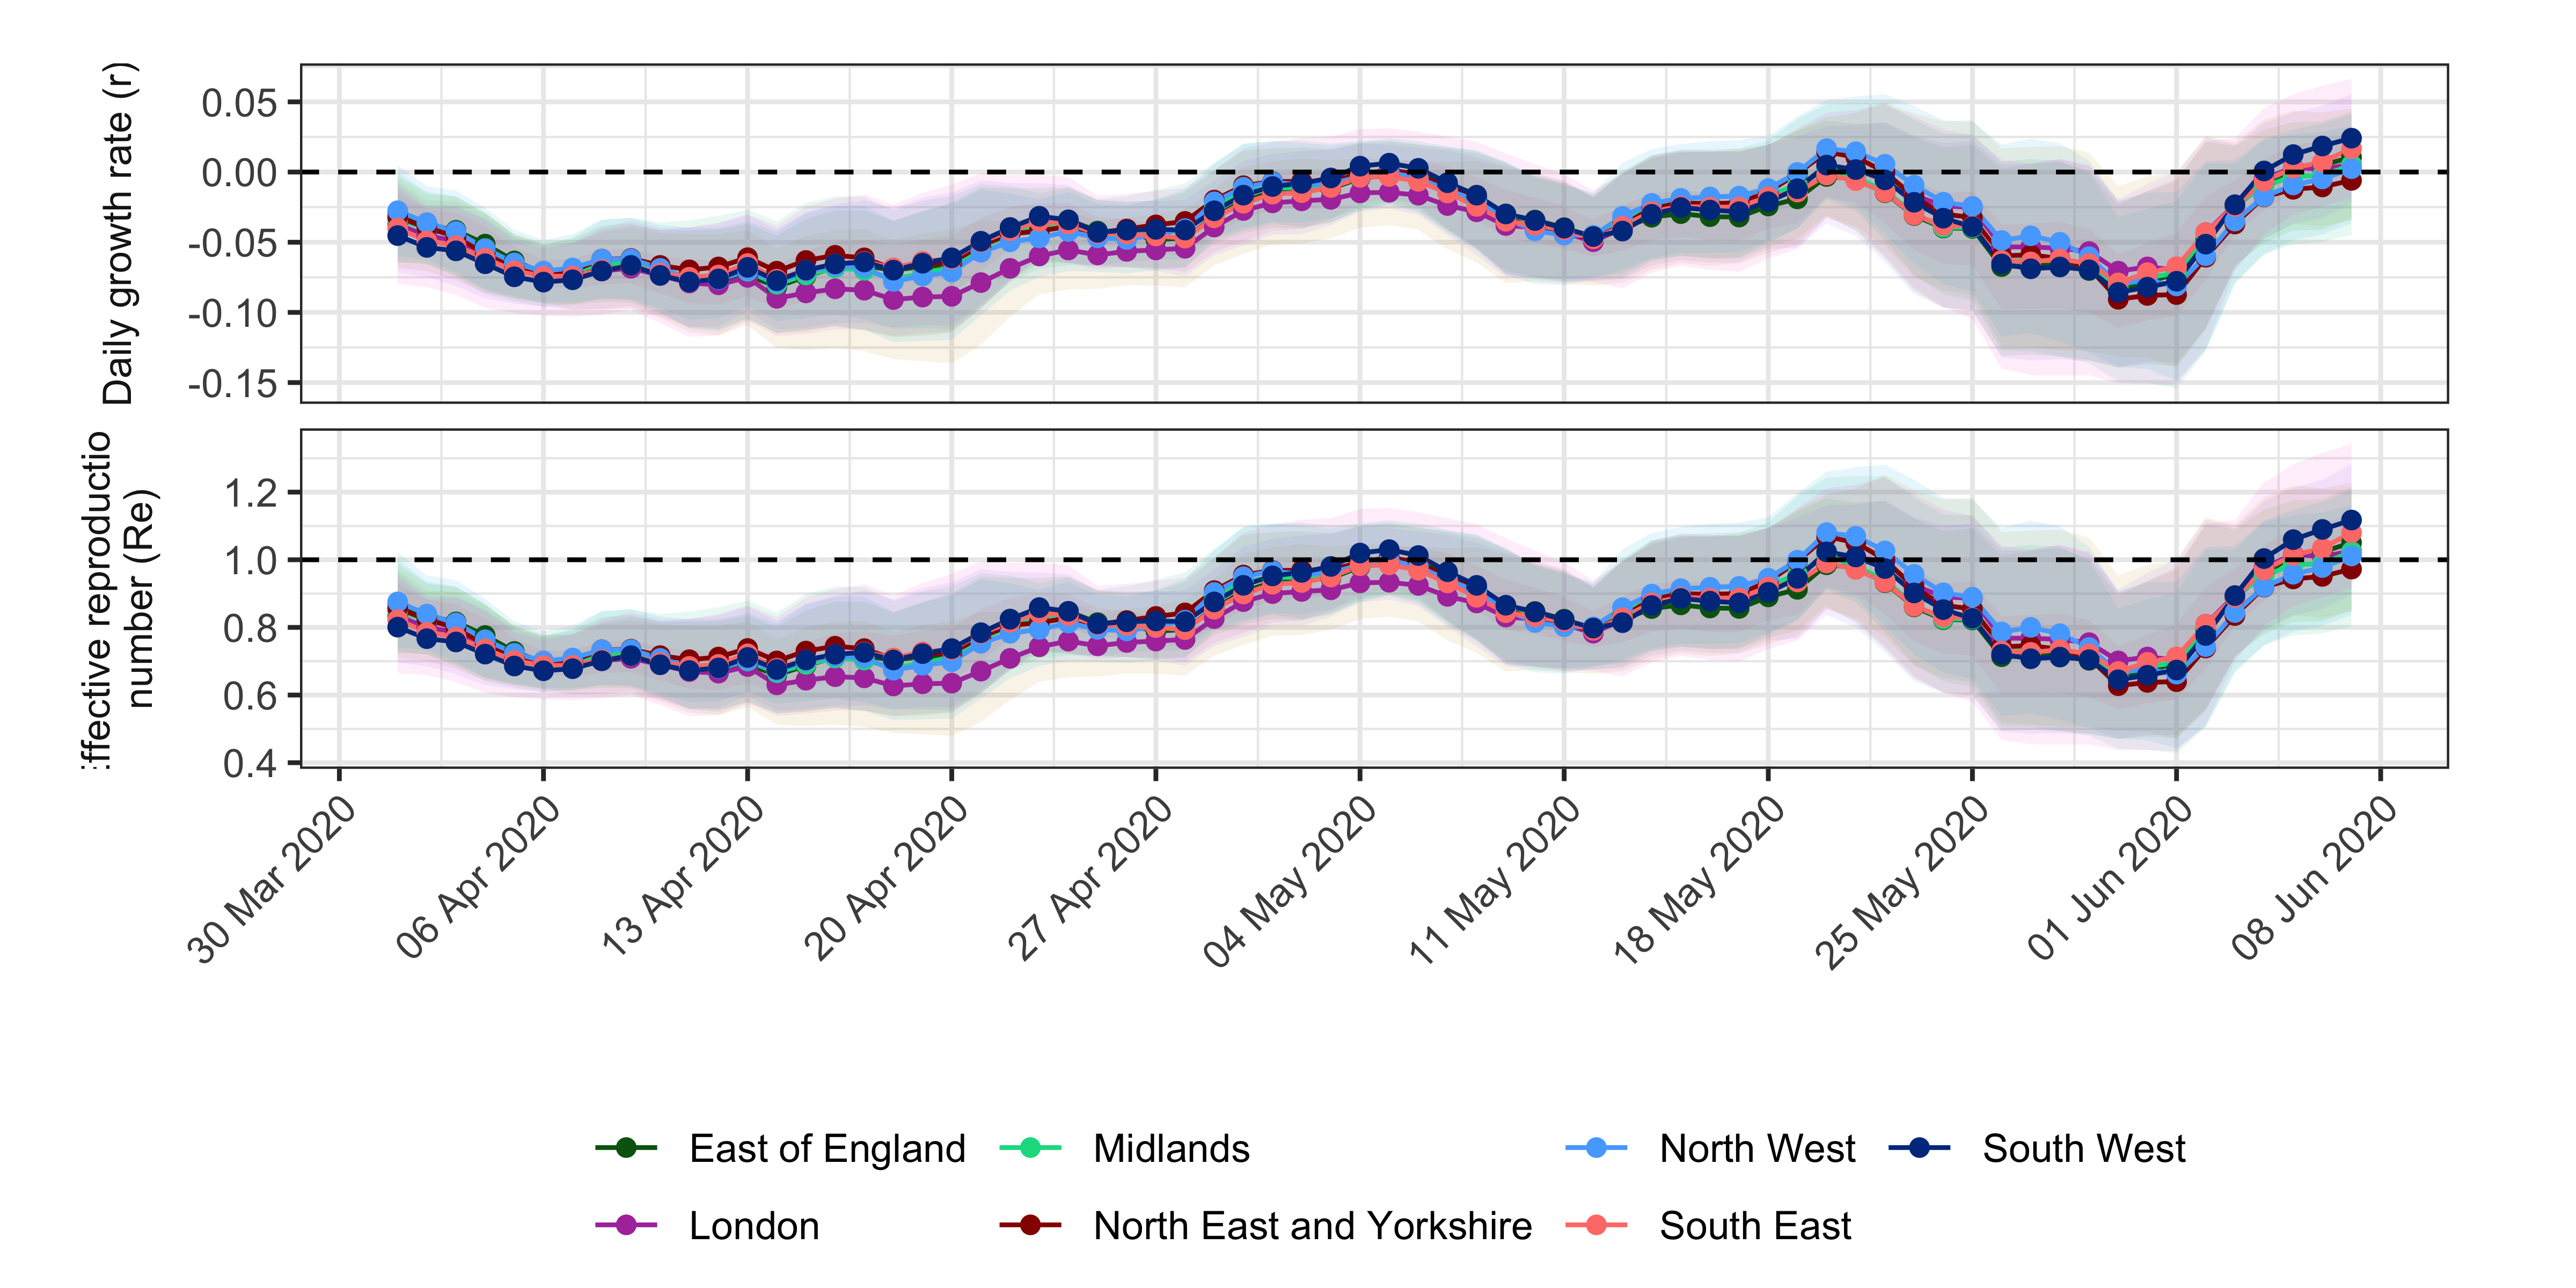 Daily growth rate (r)
0.05
0.00
-0.05
-0.10
-0.15
ffective reproductio
number (Re)
1.2
1.0
0.8
0.6
0.4
30 Mar 2020
06 Apr 2020
13 Apr 2020
20 Apr 2020
27 Apr 2020
04 May 2020
11 May 2020
18 May 2020
25 May 2020
01 Jun 2020
08 Jun 2020
East of England
Midlands
North West
South West
London
North East and Yorkshire
South East